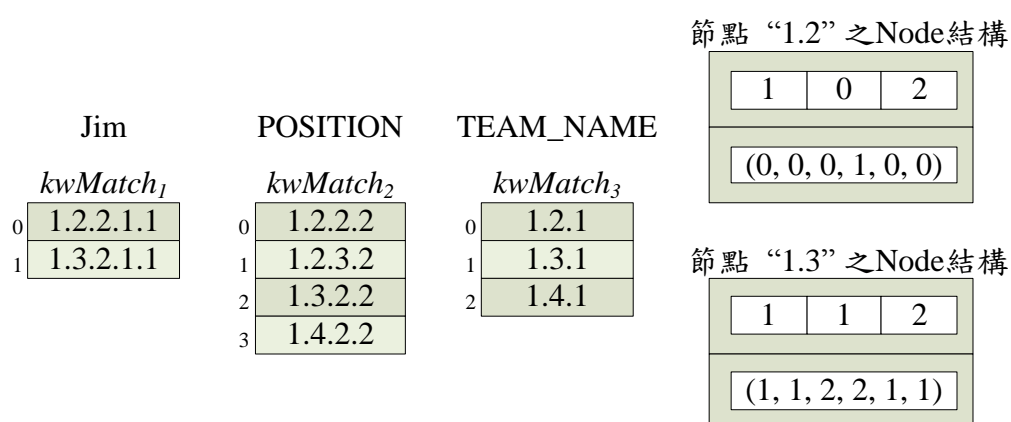 Jim
kwMatch1
0 1.2.2.1.1
1 1.3.2.1.1
POSITION
kwMatch2
0 1.2.2.2
1 1.2.3.2
2 1.3.2.2
3 1.4.2.2
TEAM_NAME
kwMatch3
0 1.2.1
1 1.3.1
2 1.4.1
節點 “1.2” 之Node結構
1 0 2
(0, 0, 0, 1, 0, 0)
節點 “1.3” 之Node結構
1 1 2
(1, 1, 2, 2, 1, 1)